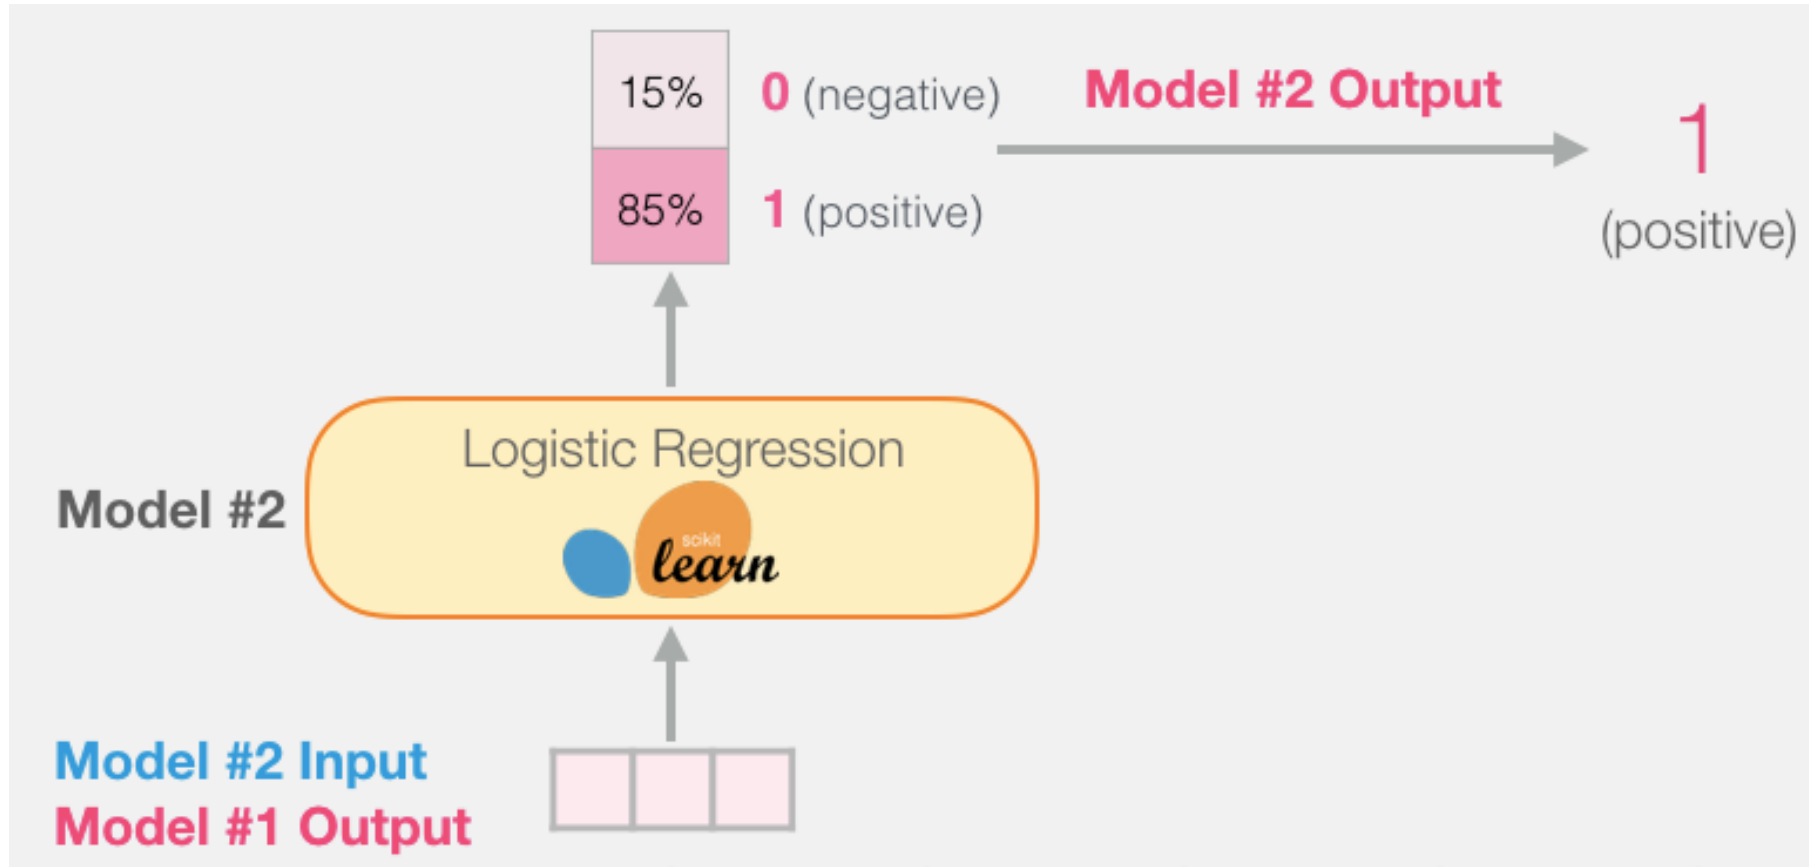 15%
0 (negative)
Model #2 Output
1
(positive)
85%
1 (positive)
Logistic Regression
Model #2
scikit
learn
Model #2 Input
Model #1 Output